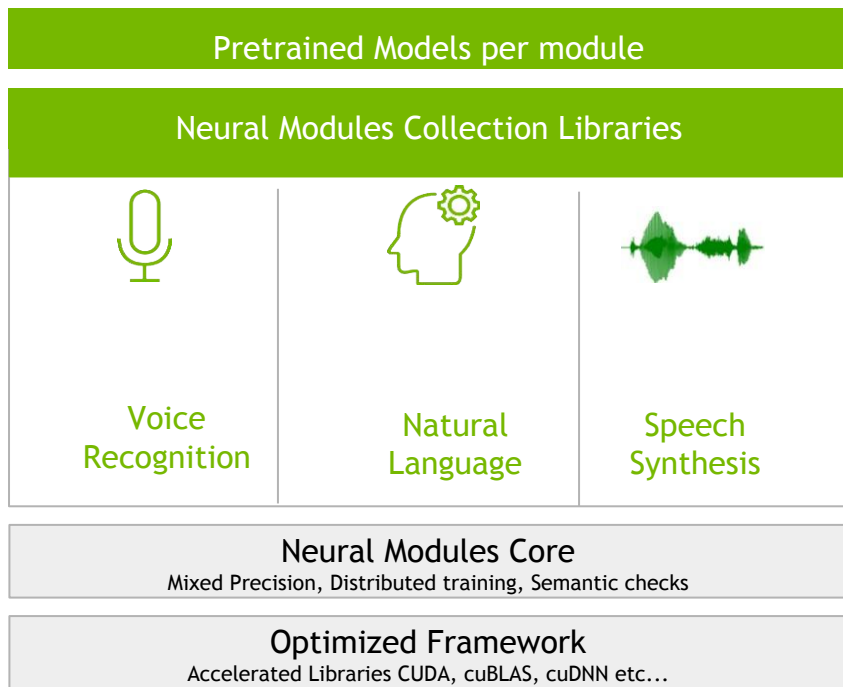 Pretrained Models per module
Neural Modules Collection Libraries
Voice
Recognition
Natural
Language
Speech
Synthesis
Neural Modules Core
Mixed Precision, Distributed training, Semantic checks
Optimized Framework
Accelerated Libraries CUDA, cuBLAS, cuDNN etc...